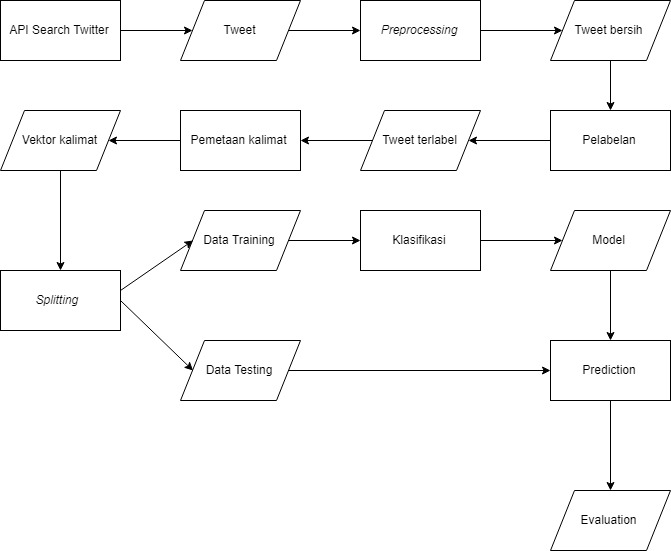 API Search Twitter
Tweet
Preprocessing
Tweet bersih
Vektor kalimat
Pemetaan kalimat
Tweet terlabel
Pelabelan
Data Training
Klasifikasi
Model
Splitting
Data Testing
Prediction
Evaluation